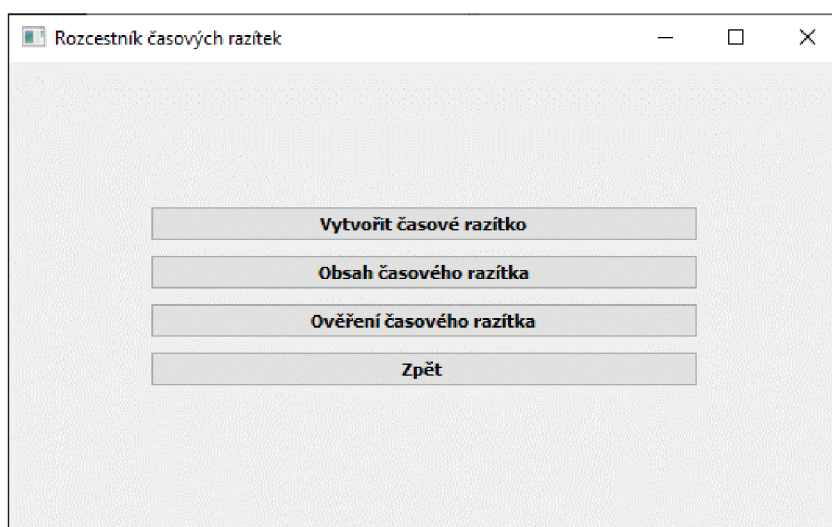 Rozcestník časových razítek
Vytvořit časové razítko
Obsah časového razítka
Ověření časového razítka
Zpět